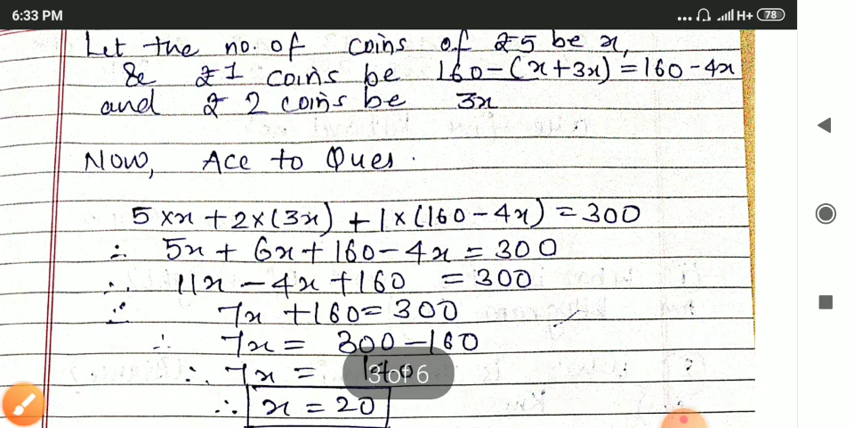 6:33 PM
... H+ 78
Let the no. of coins of ₹5 be x,
& ₹1 coins be 160-(x+3x)=160-4x
and ₹ 2 coins be 3x
Now, Acc to Ques.
5×x+2×(3x)+1×(160-4x)=300
∴ 5x+6x+160-4x=300
∴ 11x-4x+160 =300
∴ 7x+160=300
∴ 7x= 300-160
∴ 7x= 140
3 of 6
∴ x=20